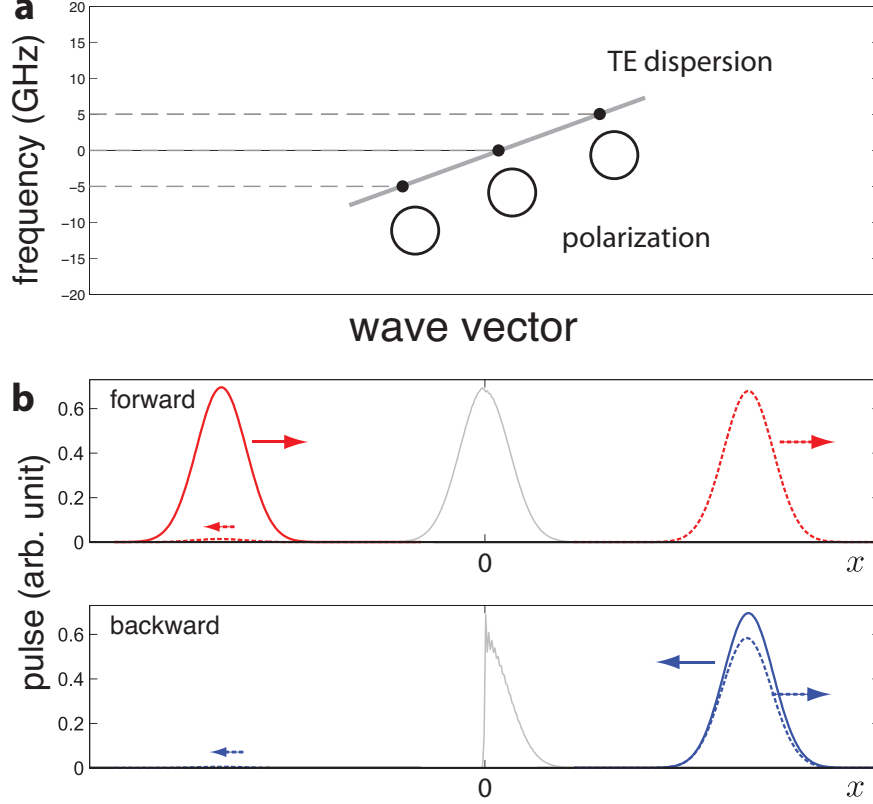 a
frequency (GHz)
20
15
10
5
0
−5
−10
−15
−20
TE dispersion
polarization
wave vector
b
pulse (arb. unit)
forward
0.6
0.4
0.2
0
0
x
backward
0.6
0.4
0.2
0
0
x